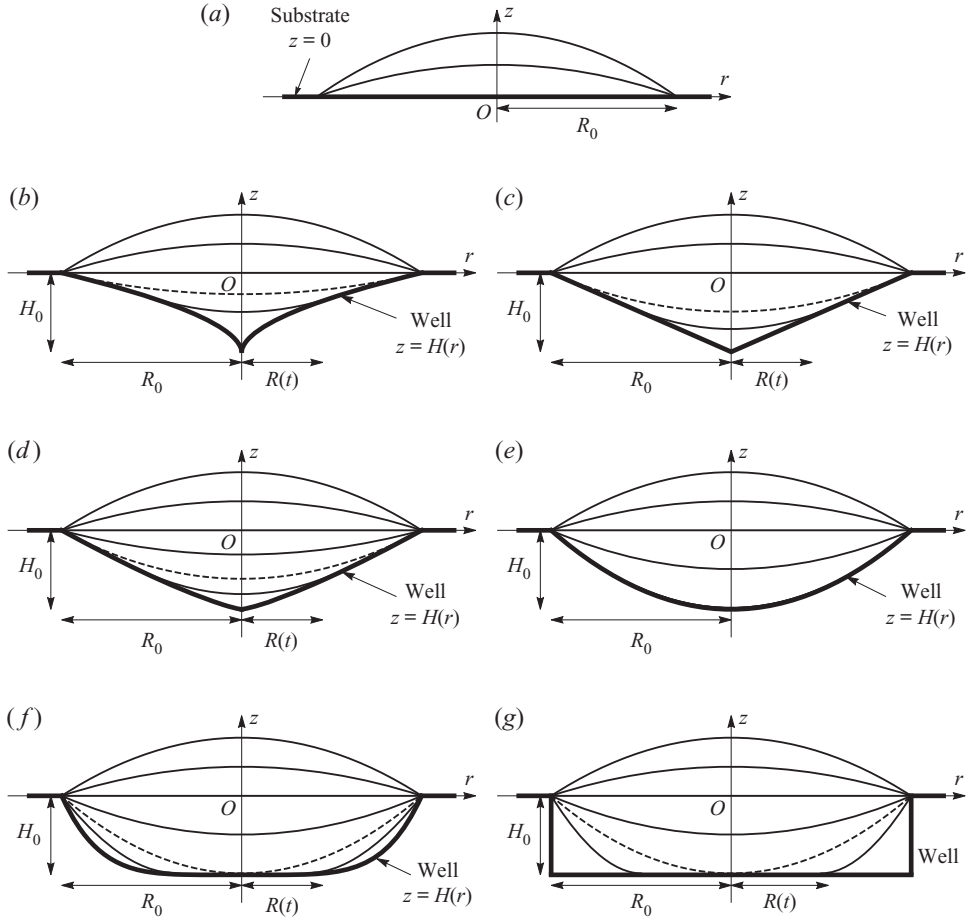 (a)
Substrate
z = 0
z
r
O
R0
(b)
z
r
O
H0
Well
z = H(r)
R0
R(t)
(c)
z
r
O
H0
Well
z = H(r)
R0
R(t)
(d)
z
r
O
H0
Well
z = H(r)
R0
R(t)
(e)
z
r
O
H0
Well
z = H(r)
R0
(f)
z
r
O
H0
Well
z = H(r)
R0
R(t)
(g)
z
r
O
H0
Well
R0
R(t)